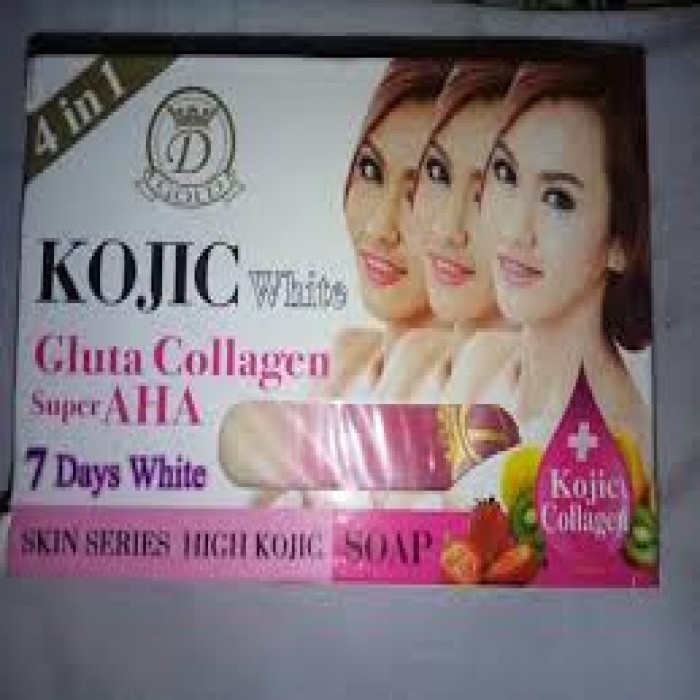 4 in 1
D
GOLD
KOJIC White
Gluta Collagen
Super AHA
7 Days White
Kojic
Collagen
SKIN SERIES HIGH KOJIC SOAP